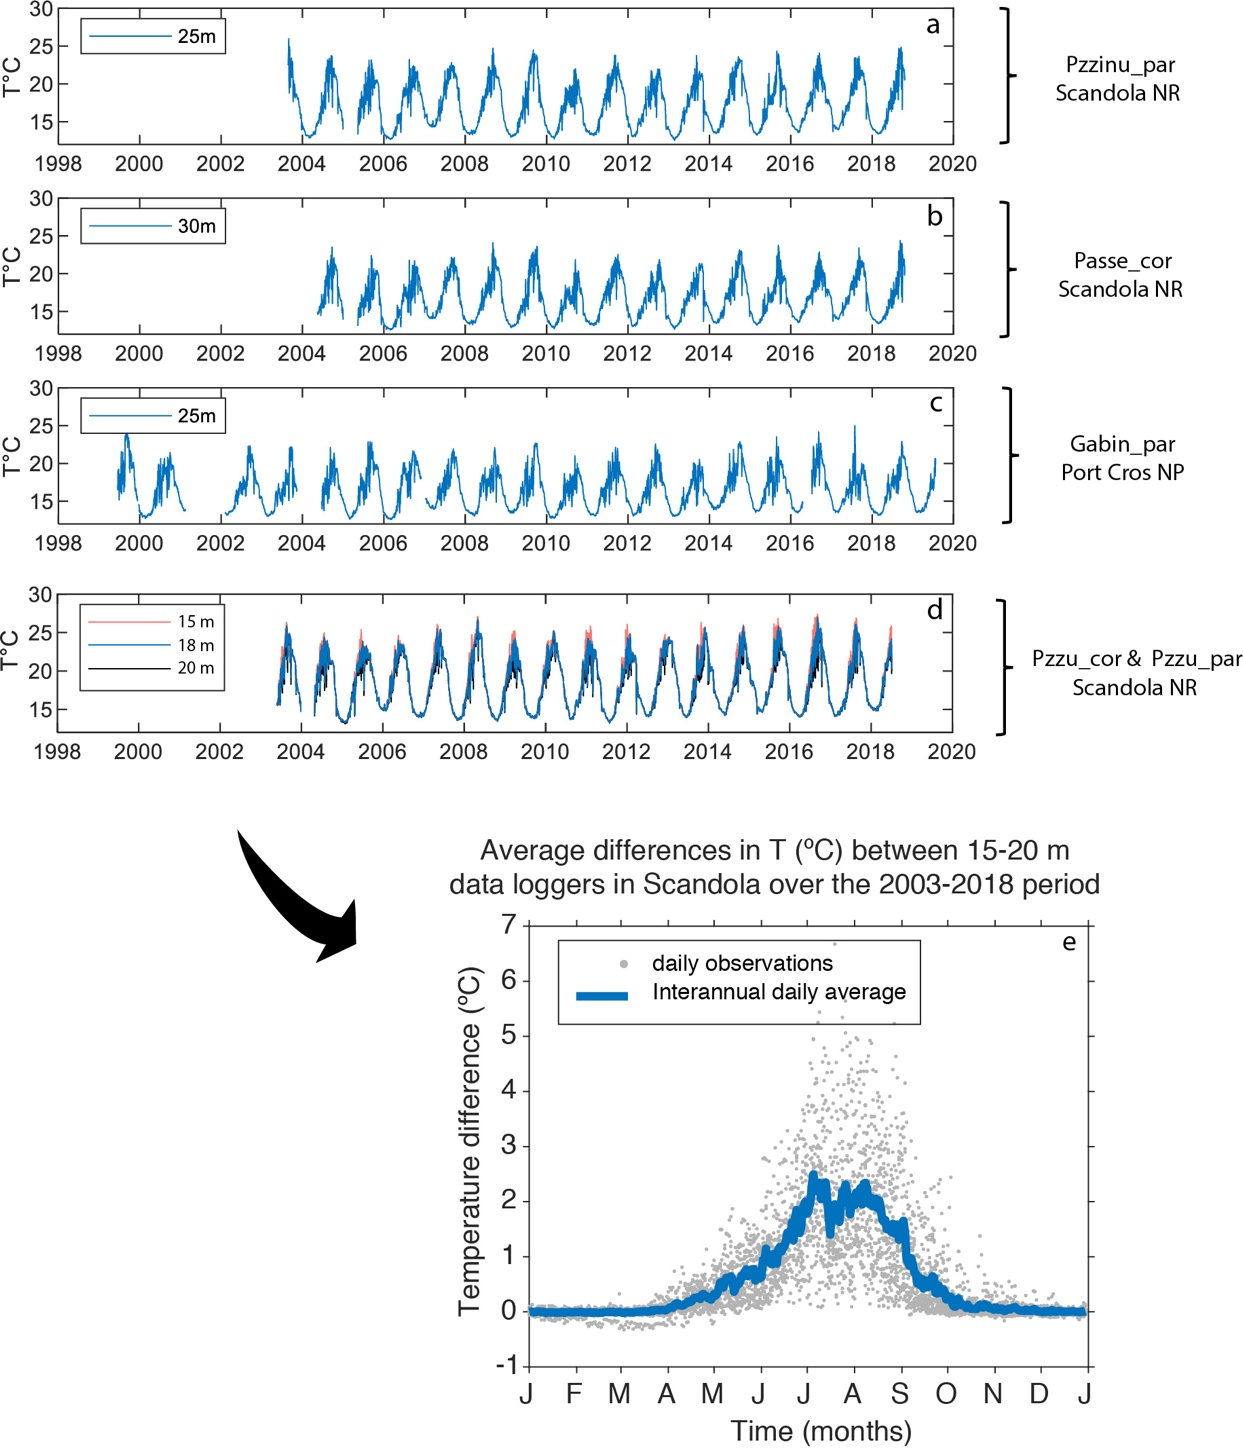 30
25
20
15
T°C
25m
a
1998 2000 2002 2004 2006 2008 2010 2012 2014 2016 2018 2020
Pzzinu_par
Scandola NR
30
25
20
15
T°C
30m
b
1998 2000 2002 2004 2006 2008 2010 2012 2014 2016 2018 2020
Passe_cor
Scandola NR
30
25
20
15
T°C
25m
c
1998 2000 2002 2004 2006 2008 2010 2012 2014 2016 2018 2020
Gabin_par
Port Cros NP
30
25
20
15
T°C
15 m
18 m
20 m
d
1998 2000 2002 2004 2006 2008 2010 2012 2014 2016 2018 2020
Pzzu_cor & Pzzu_par
Scandola NR
Average differences in T (ºC) between 15-20 m
data loggers in Scandola over the 2003-2018 period
7
6
5
4
3
2
1
0
-1
Temperature difference (ºC)
e
daily observations
Interannual daily average
J F M A M J J A S O N D J
Time (months)